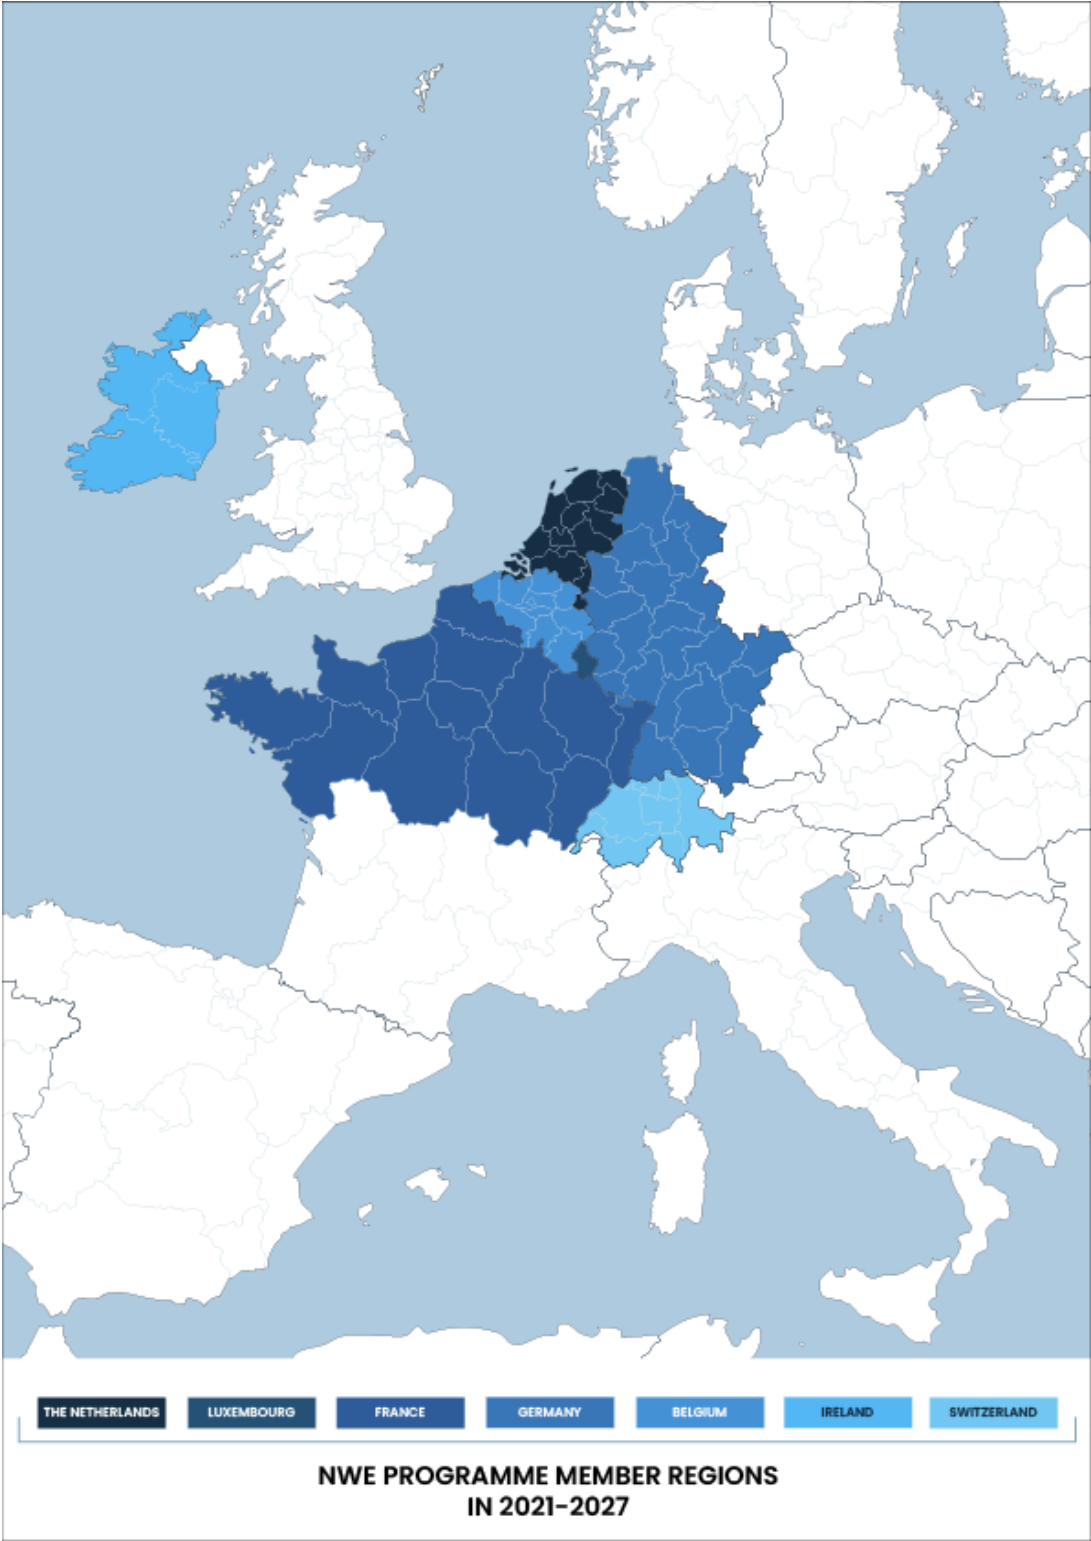 THE NETHERLANDS
LUXEMBOURG
FRANCE
GERMANY
BELGIUM
IRELAND
SWITZERLAND
NWE PROGRAMME MEMBER REGIONS
IN 2021-2027